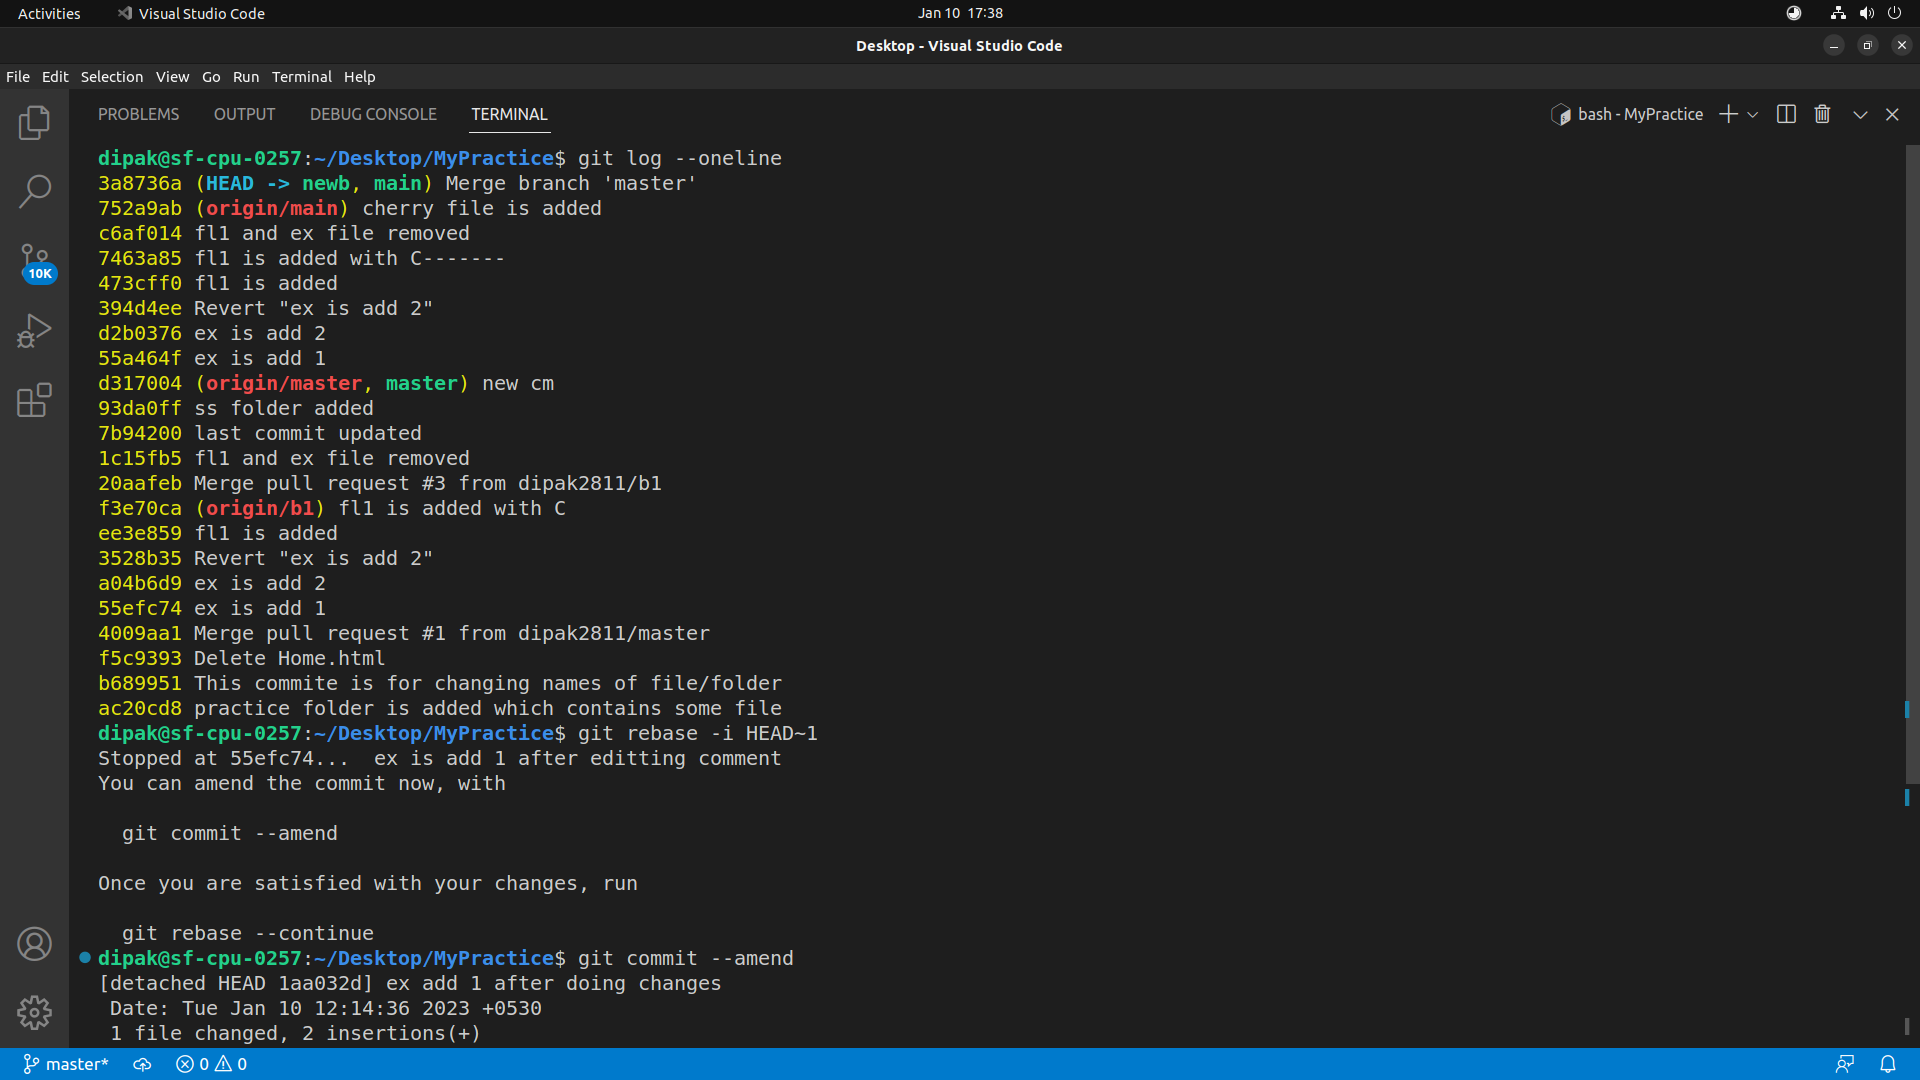 Activities Visual Studio Code Jan 10 17:38
Desktop - Visual Studio Code
File Edit Selection View Go Run Terminal Help
PROBLEMS OUTPUT DEBUG CONSOLE TERMINAL bash - MyPractice
dipak@sf-cpu-0257:~/Desktop/MyPractice$ git log --oneline
3a8736a (HEAD -> newb, main) Merge branch 'master'
752a9ab (origin/main) cherry file is added
c6af014 fl1 and ex file removed
7463a85 fl1 is added with C-------
473cff0 fl1 is added
394d4ee Revert "ex is add 2"
d2b0376 ex is add 2
55a464f ex is add 1
d317004 (origin/master, master) new cm
93da0ff ss folder added
7b94200 last commit updated
1c15fb5 fl1 and ex file removed
20aafeb Merge pull request #3 from dipak2811/b1
f3e70ca (origin/b1) fl1 is added with C
ee3e859 fl1 is added
3528b35 Revert "ex is add 2"
a04b6d9 ex is add 2
55efc74 ex is add 1
4009aa1 Merge pull request #1 from dipak2811/master
f5c9393 Delete Home.html
b689951 This commite is for changing names of file/folder
ac20cd8 practice folder is added which contains some file
dipak@sf-cpu-0257:~/Desktop/MyPractice$ git rebase -i HEAD~1
Stopped at 55efc74...  ex is add 1 after editting comment
You can amend the commit now, with
git commit --amend
Once you are satisfied with your changes, run
git rebase --continue
dipak@sf-cpu-0257:~/Desktop/MyPractice$ git commit --amend
[detached HEAD 1aa032d] ex add 1 after doing changes
Date: Tue Jan 10 12:14:36 2023 +0530
1 file changed, 2 insertions(+)
10K
master* 0 0